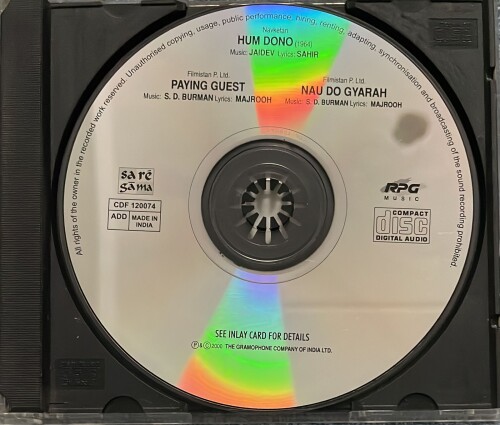 All rights of the owner in the recorded work reserved. Unauthorised copying, usage, public performance, hiring, renting, adapting, synchronisation and broadcasting of the sound recording prohibited.
Navketan
HUM DONO (1964)
Music: JAIDEV Lyrics: SAHIR
Filmistan P. Ltd.
PAYING GUEST
Music: S. D. BURMAN Lyrics: MAJROOH
Filmistan P. Ltd.
NAU DO GYARAH
Music: S. D. BURMAN Lyrics: MAJROOH
sa re
ga ma
CDF 120074
ADD
MADE IN
INDIA
RPG
MUSIC
COMPACT
disc
DIGITAL AUDIO
SEE INLAY CARD FOR DETAILS
Ⓟ & Ⓒ 2000 THE GRAMOPHONE COMPANY OF INDIA LTD.